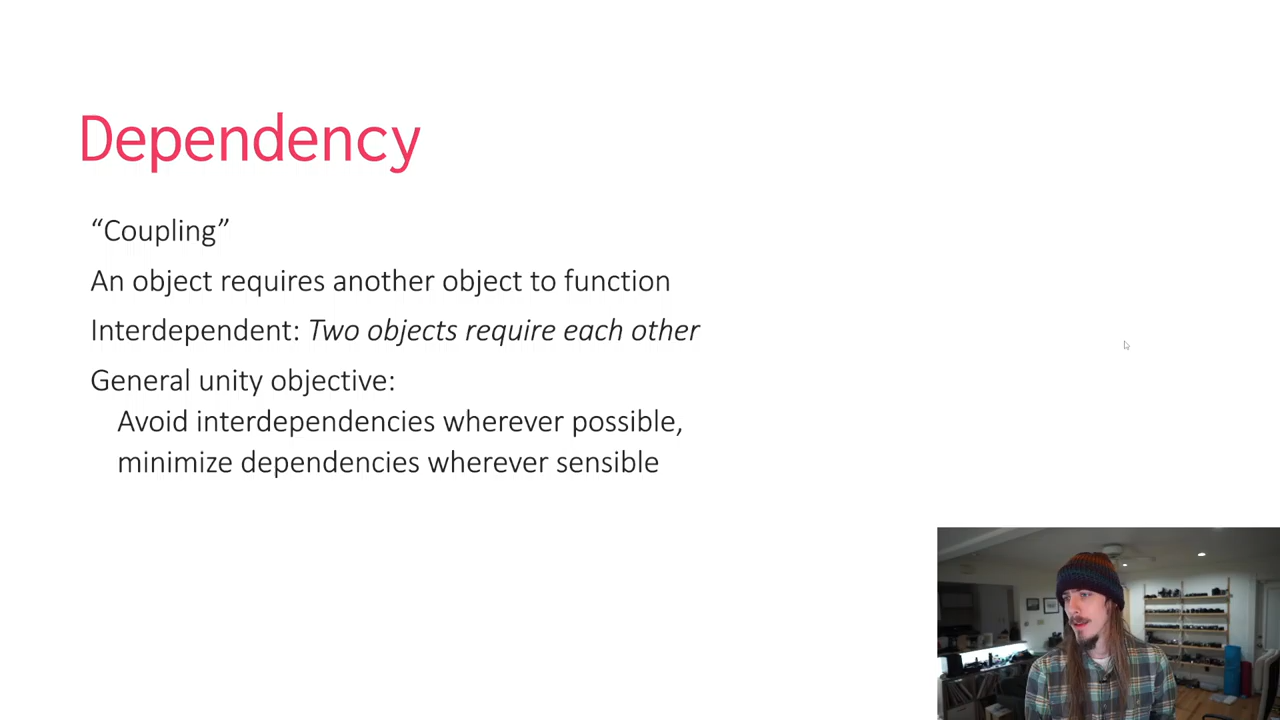 Dependency
“Coupling”
An object requires another object to function
Interdependent: Two objects require each other
General unity objective:
Avoid interdependencies wherever possible,
minimize dependencies wherever sensible